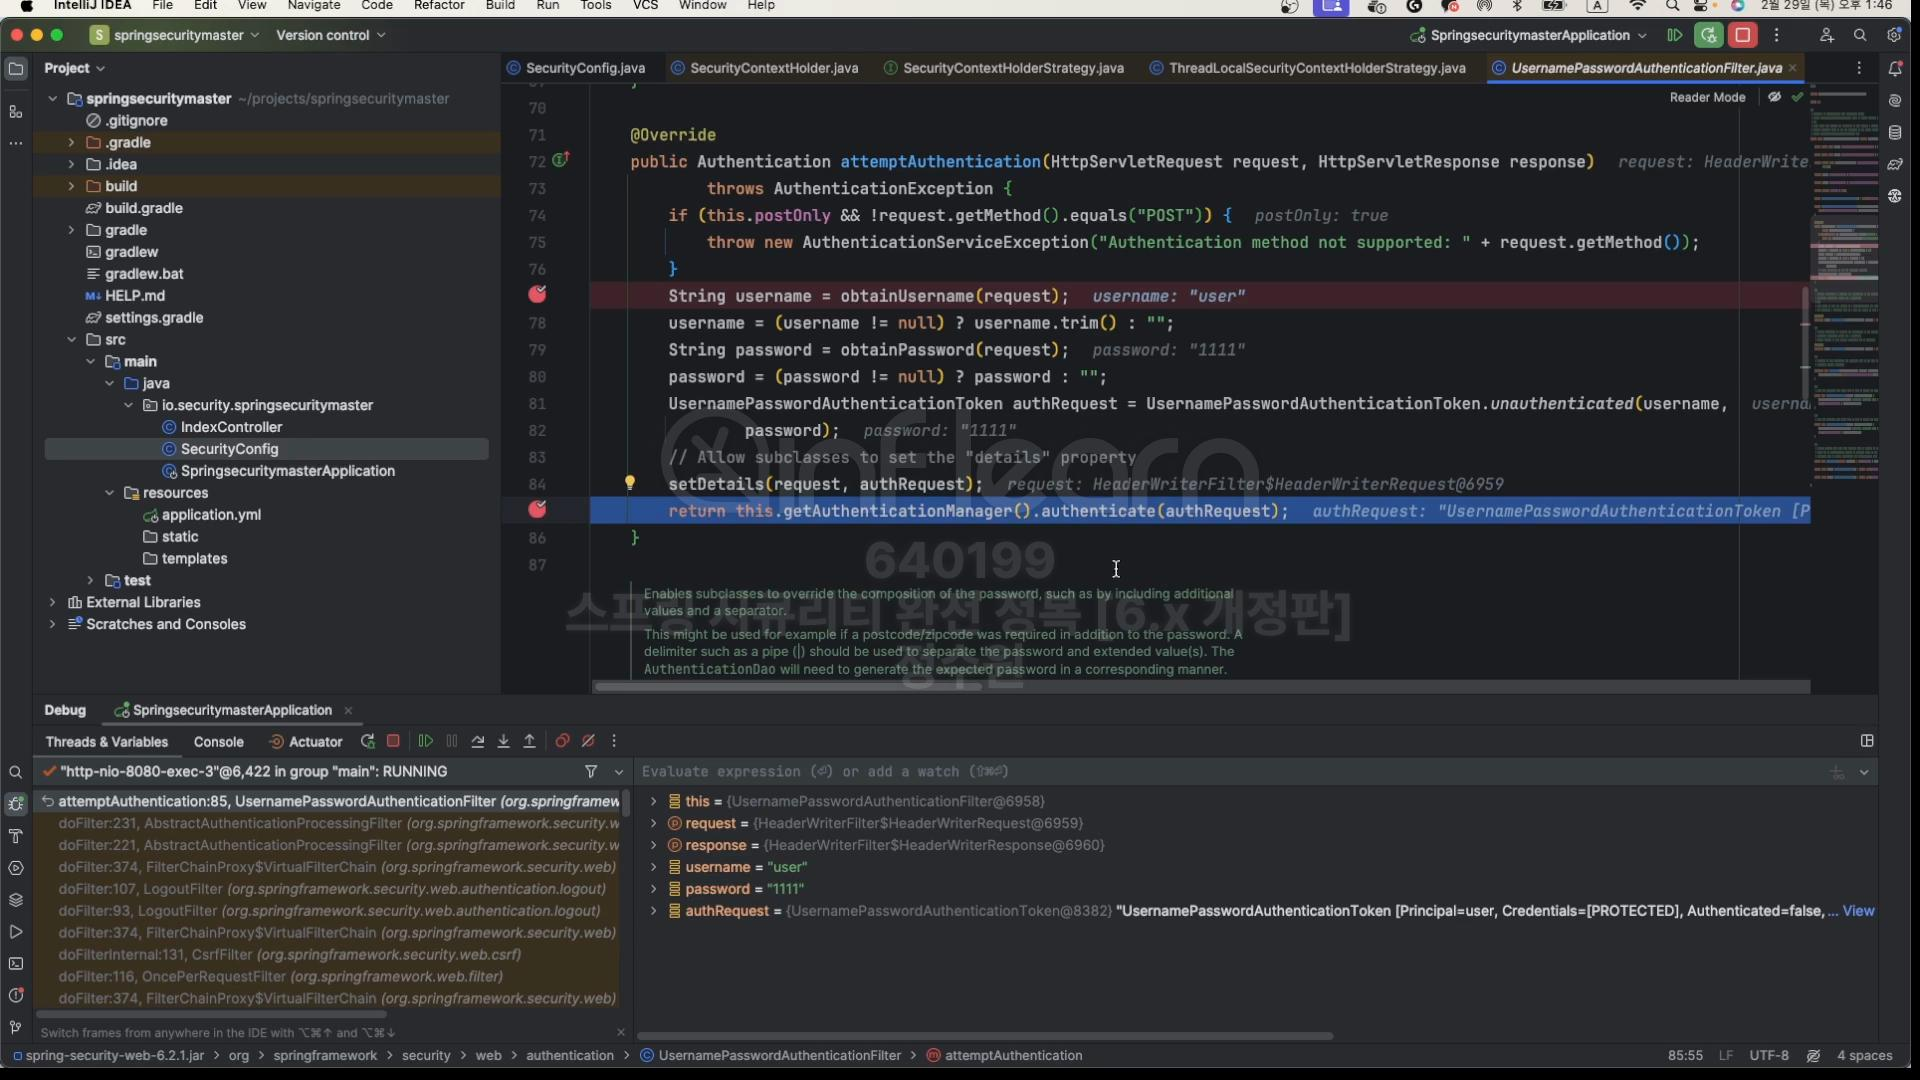 IntelliJ IDEA File Edit View Navigate Code Refactor Build Run Tools VCS Window Help
A 2월 29일 (목) 오후 1:46
S springsecuritymaster Version control SpringsecuritymasterApplication
Project
SecurityConfig.java SecurityContextHolder.java SecurityContextHolderStrategy.java ThreadLocalSecurityContextHolderStrategy.java UsernamePasswordAuthenticationFilter.java
Reader Mode
springsecuritymaster ~/projects/springsecuritymaster
.gitignore
.gradle
.idea
build
build.gradle
gradle
gradlew
gradlew.bat
HELP.md
settings.gradle
src
main
java
io.security.springsecuritymaster
IndexController
SecurityConfig
SpringsecuritymasterApplication
resources
application.yml
static
templates
test
External Libraries
Scratches and Consoles
}
70
71 @Override
72 public Authentication attemptAuthentication(HttpServletRequest request, HttpServletResponse response) request: HeaderWrite
73 throws AuthenticationException {
74 if (this.postOnly && !request.getMethod().equals("POST")) { postOnly: true
75 throw new AuthenticationServiceException("Authentication method not supported: " + request.getMethod());
76 }
String username = obtainUsername(request); username: "user"
78 username = (username != null) ? username.trim() : "";
79 String password = obtainPassword(request); password: "1111"
80 password = (password != null) ? password : "";
81 UsernamePasswordAuthenticationToken authRequest = UsernamePasswordAuthenticationToken.unauthenticated(username, userna
82 password); password: "1111"
83 // Allow subclasses to set the "details" property
84 setDetails(request, authRequest); request: HeaderWriterFilter$HeaderWriterRequest@6959
return this.getAuthenticationManager().authenticate(authRequest); authRequest: "UsernamePasswordAuthenticationToken [P
86 }
87
Enables subclasses to override the composition of the password, such as by including additional
values and a separator.
This might be used for example if a postcode/zipcode was required in addition to the password. A
delimiter such as a pipe (|) should be used to separate the password and extended value(s). The
AuthenticationDao will need to generate the expected password in a corresponding manner.
inflearn
640199
스프링 시큐리티 완전 정복 [6.x 개정판]
정수원
Debug SpringsecuritymasterApplication
Threads & Variables Console Actuator
"http-nio-8080-exec-3"@6,422 in group "main": RUNNING
attemptAuthentication:85, UsernamePasswordAuthenticationFilter (org.springframew
doFilter:231, AbstractAuthenticationProcessingFilter (org.springframework.security.w
doFilter:221, AbstractAuthenticationProcessingFilter (org.springframework.security.w
doFilter:374, FilterChainProxy$VirtualFilterChain (org.springframework.security.web)
doFilter:107, LogoutFilter (org.springframework.security.web.authentication.logout)
doFilter:93, LogoutFilter (org.springframework.security.web.authentication.logout)
doFilter:374, FilterChainProxy$VirtualFilterChain (org.springframework.security.web)
doFilterInternal:131, CsrfFilter (org.springframework.security.web.csrf)
doFilter:116, OncePerRequestFilter (org.springframework.web.filter)
doFilter:374, FilterChainProxy$VirtualFilterChain (org.springframework.security.web)
Switch frames from anywhere in the IDE with ⌥⌘↑ and ⌥⌘↓
Evaluate expression (⏎) or add a watch (⇧⌘⏎)
this = {UsernamePasswordAuthenticationFilter@6958}
request = {HeaderWriterFilter$HeaderWriterRequest@6959}
response = {HeaderWriterFilter$HeaderWriterResponse@6960}
username = "user"
password = "1111"
authRequest = {UsernamePasswordAuthenticationToken@8382} "UsernamePasswordAuthenticationToken [Principal=user, Credentials=[PROTECTED], Authenticated=false, ... View
spring-security-web-6.2.1.jar > org > springframework > security > web > authentication > UsernamePasswordAuthenticationFilter > attemptAuthentication
85:55 LF UTF-8 4 spaces